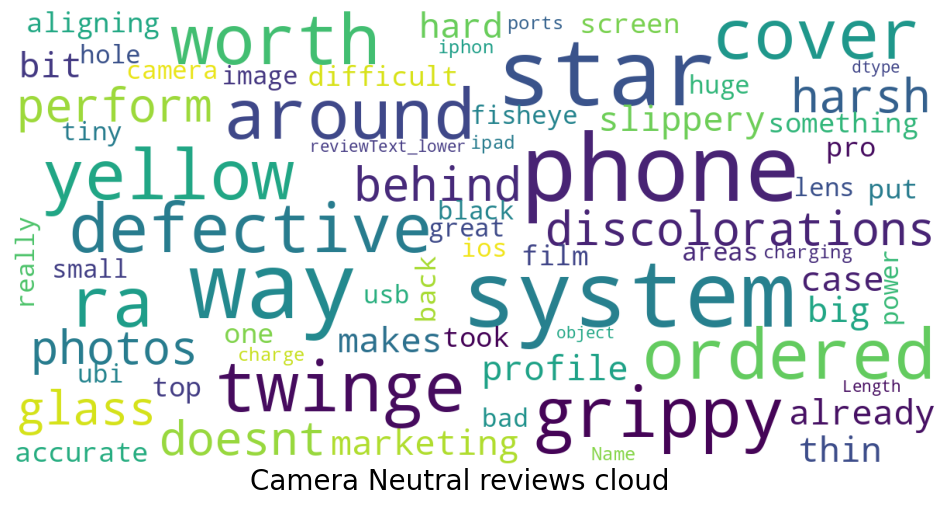 aligning
hole
worth
hard
ports
iphon
screen
cover
bit
camera
image
difficult
star
huge
dtype
harsh
perform
tiny
around
fisheye
slippery
something
reviewText_lower
ipad
pro
yellow
behind
phone
lens
put
defective
black
great
discolorations
really
small
way
usb
back
ios
film
areas
charging
system
case
power
ra
big
photos
one
charge
makes
took
object
ordered
ubi
top
twinge
profile
Length
glass
bad
grippy
already
accurate
doesnt
marketing
Name
thin
Camera Neutral reviews cloud